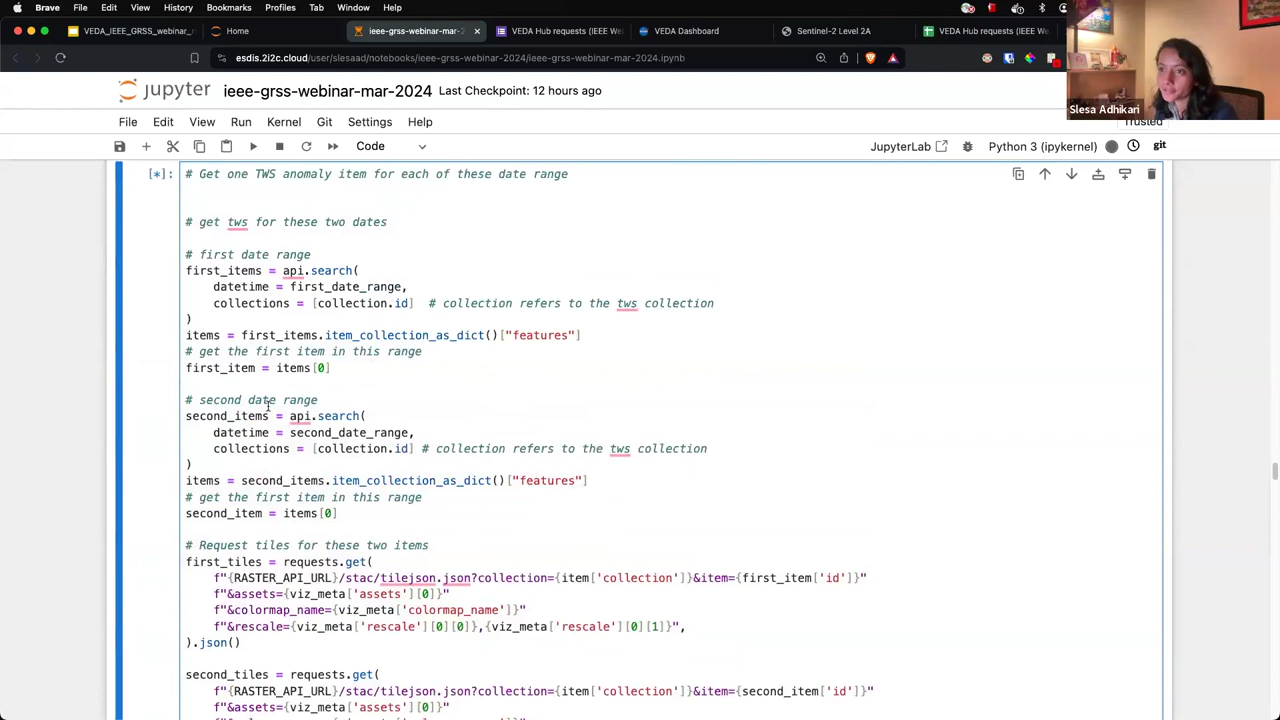 Brave File Edit View History Bookmarks Profiles Tab Window Help
VEDA_IEEE_GRSS_webinar_ Home ieee-grss-webinar-mar-2 VEDA Hub requests (IEEE We VEDA Dashboard Sentinel-2 Level 2A VEDA Hub requests (IEEE Wel
esdis.2i2c.cloud/user/slesaad/notebooks/ieee-grss-webinar-2024/ieee-grss-webinar-mar-2024.ipynb
jupyter ieee-grss-webinar-mar-2024 Last Checkpoint: 12 hours ago
Slesa Adhikari
Trusted
File Edit View Run Kernel Git Settings Help
Code JupyterLab Python 3 (ipykernel) git
[*]: # Get one TWS anomaly item for each of these date range
# get tws for these two dates
# first date range
first_items = api.search(
datetime = first_date_range,
collections = [collection.id] # collection refers to the tws collection
)
items = first_items.item_collection_as_dict()["features"]
# get the first item in this range
first_item = items[0]
# second date range
second_items = api.search(
datetime = second_date_range,
collections = [collection.id] # collection refers to the tws collection
)
items = second_items.item_collection_as_dict()["features"]
# get the first item in this range
second_item = items[0]
# Request tiles for these two items
first_tiles = requests.get(
f"{RASTER_API_URL}/stac/tilejson.json?collection={item['collection']}&item={first_item['id']}"
f"&assets={viz_meta['assets'][0]}"
f"&colormap_name={viz_meta['colormap_name']}"
f"&rescale={viz_meta['rescale'][0][0]},{viz_meta['rescale'][0][1]}",
).json()
second_tiles = requests.get(
f"{RASTER_API_URL}/stac/tilejson.json?collection={item['collection']}&item={second_item['id']}"
f"&assets={viz_meta['assets'][0]}"